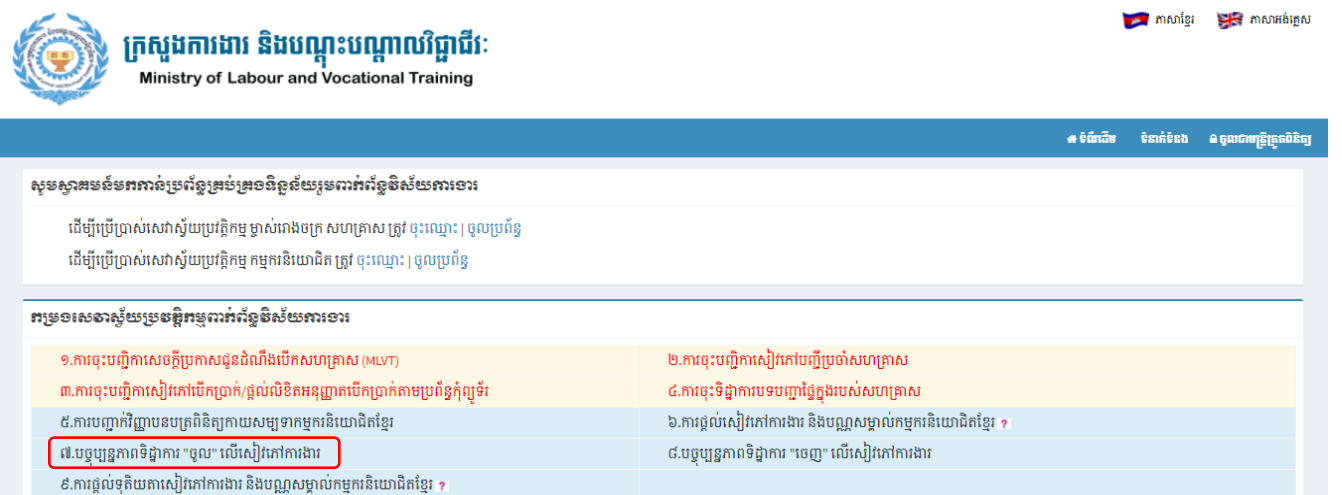 ភាសាខ្មែរ ភាសាអង់គ្លេស
ក្រសួងការងារ និងបណ្តុះបណ្តាលវិជ្ជាជីវៈ
Ministry of Labour and Vocational Training
ទំព័រដើម ទំនាក់ទំនង ចូលជាមន្ត្រីត្រួតពិនិត្យ
សូមស្វាគមន៍មកកាន់ប្រព័ន្ធគ្រប់គ្រងទិន្នន័យរួមពាក់ព័ន្ធវិស័យការងារ
ដើម្បីប្រើប្រាស់សេវាស្វ័យប្រវត្តិកម្ម ម្ចាស់រោងចក្រ សហគ្រាស ត្រូវ ចុះឈ្មោះ | ចូលប្រព័ន្ធ
ដើម្បីប្រើប្រាស់សេវាស្វ័យប្រវត្តិកម្ម កម្មករនិយោជិត ត្រូវ ចុះឈ្មោះ | ចូលប្រព័ន្ធ
កម្រងសេវាស្វ័យប្រវត្តិកម្មពាក់ព័ន្ធវិស័យការងារ
១.ការចុះបញ្ជិកាសេចក្តីប្រកាសជូនដំណឹងបើកសហគ្រាស (MLVT) ២.ការចុះបញ្ជិកាសៀវភៅបញ្ជីប្រចាំសហគ្រាស
៣.ការចុះបញ្ជិកាសៀវភៅបើកប្រាក់/ផ្តល់លិខិតអនុញ្ញាតបើកប្រាក់តាមប្រព័ន្ធកុំព្យូទ័រ ៤.ការចុះទិដ្ឋាការបទបញ្ជាផ្ទៃក្នុងរបស់សហគ្រាស
៥.ការបញ្ជាក់វិញ្ញាបនបត្រពិនិត្យកាយសម្បទាកម្មករនិយោជិតខ្មែរ ៦.ការផ្តល់សៀវភៅការងារ និងបណ្ណសម្គាល់កម្មករនិយោជិតខ្មែរ ?
៧.បច្ចុប្បន្នភាពទិដ្ឋាការ "ចូល" លើសៀវភៅការងារ ៨.បច្ចុប្បន្នភាពទិដ្ឋាការ "ចេញ" លើសៀវភៅការងារ
៩.ការផ្តល់ទុតិយតាសៀវភៅការងារ និងបណ្ណសម្គាល់កម្មករនិយោជិតខ្មែរ ?